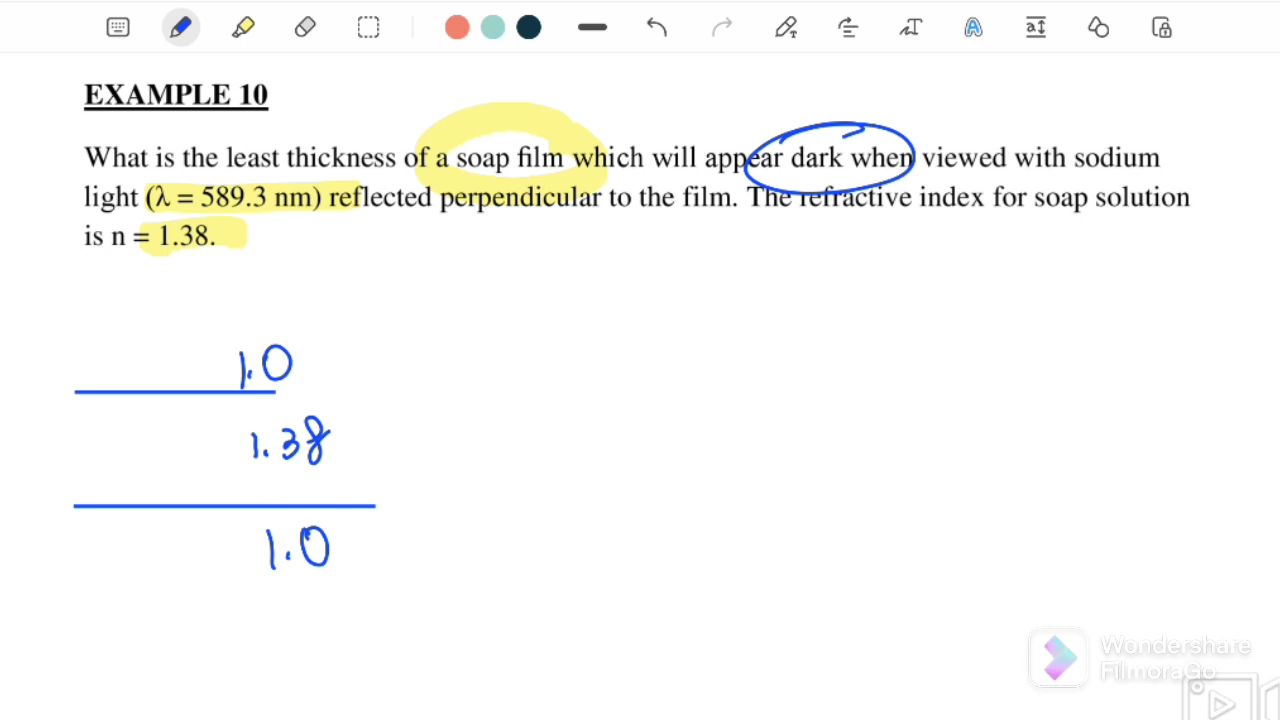 EXAMPLE 10
What is the least thickness of a soap film which will appear dark when viewed with sodium
light (λ = 589.3 nm) reflected perpendicular to the film. The refractive index for soap solution
is n = 1.38.
1.0
1.38
1.0
Wondershare
FilmoraGo